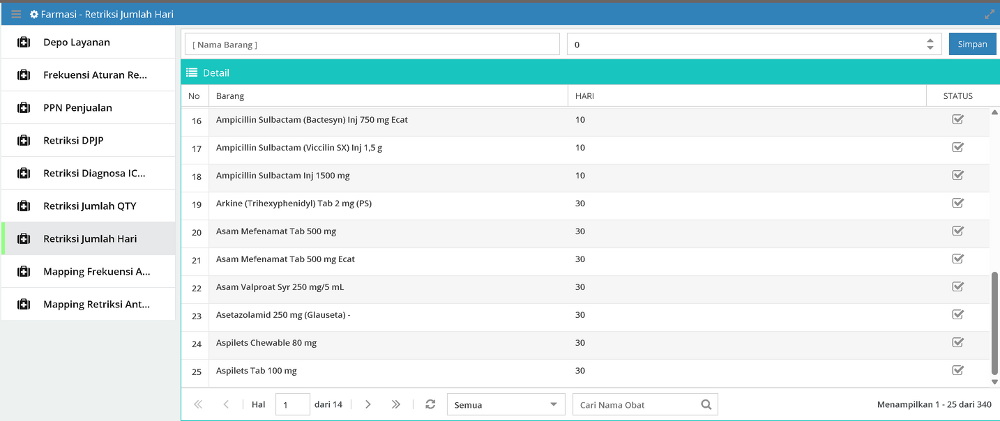 Farmasi - Retriksi Jumlah Hari
Depo Layanan
Frekuensi Aturan Re...
PPN Penjualan
Retriksi DPJP
Retriksi Diagnosa IC...
Retriksi Jumlah QTY
Retriksi Jumlah Hari
Mapping Frekuensi A...
Mapping Retriksi Ant...
[ Nama Barang ] 0 Simpan
Detail
No Barang HARI STATUS
16 Ampicillin Sulbactam (Bactesyn) Inj 750 mg Ecat 10
17 Ampicillin Sulbactam (Viccilin SX) Inj 1,5 g 10
18 Ampicillin Sulbactam Inj 1500 mg 10
19 Arkine (Trihexyphenidyl) Tab 2 mg (PS) 30
20 Asam Mefenamat Tab 500 mg 30
21 Asam Mefenamat Tab 500 mg Ecat 30
22 Asam Valproat Syr 250 mg/5 mL 30
23 Asetazolamid 250 mg (Glauseta) - 30
24 Aspilets Chewable 80 mg 30
25 Aspilets Tab 100 mg 30
Hal 1 dari 14 Semua Cari Nama Obat Menampilkan 1 - 25 dari 340